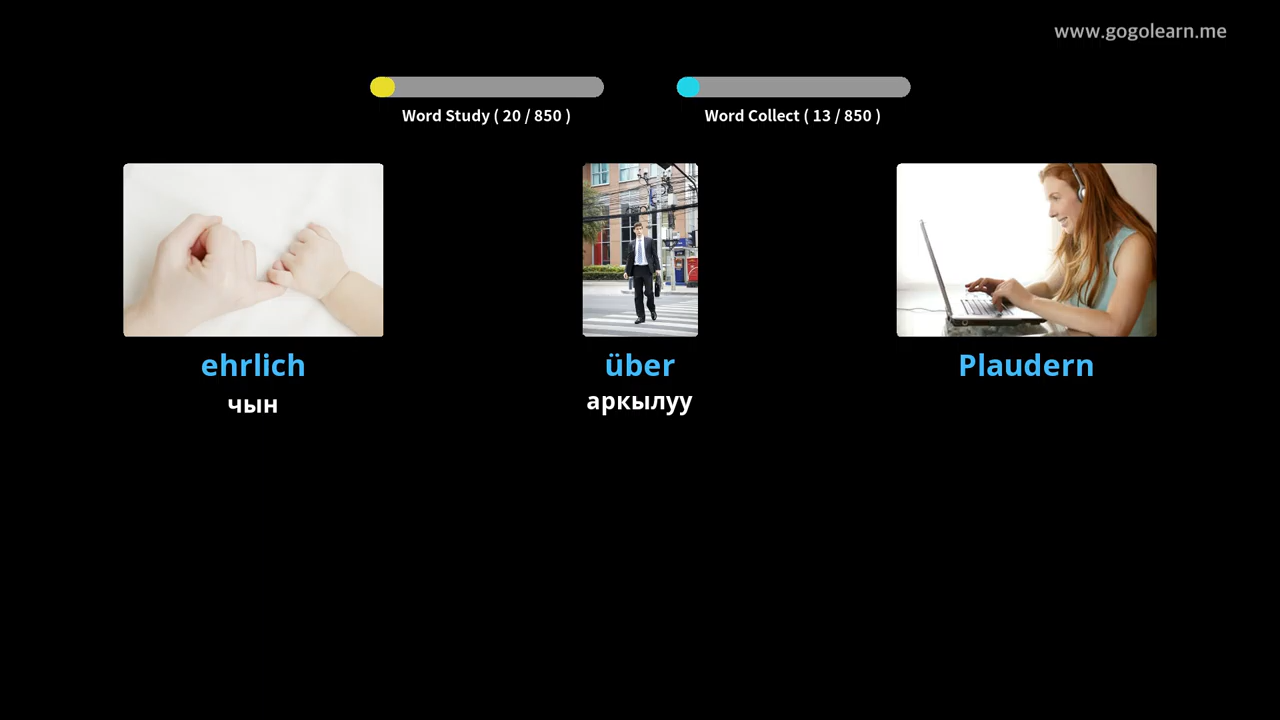 www.gogolearn.me
Word Study ( 20 / 850 )
Word Collect ( 13 / 850 )
ehrlich
über
Plaudern
чын
аркылуу